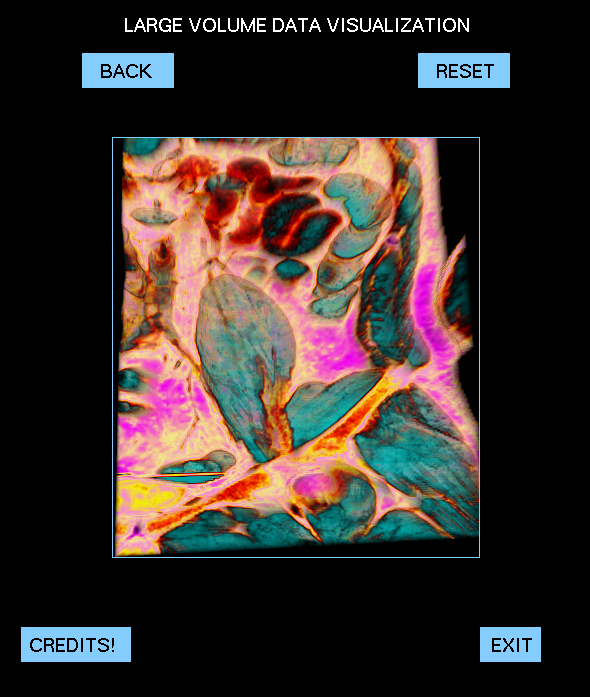 LARGE VOLUME DATA VISUALIZATION
BACK
RESET
CREDITS!
EXIT